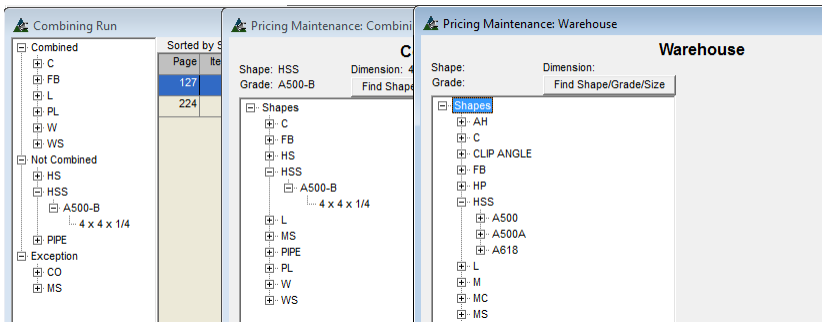 Combining Run
Combined
C
FB
L
PL
W
WS
Not Combined
HS
HSS
A500-B
4 x 4 x 1/4
PIPE
Exception
CO
MS
Sorted by S
Page Ite
127
224
Pricing Maintenance: Combini
C
Shape: HSS Dimension: 4
Grade: A500-B Find Shape
Shapes
C
FB
HS
HSS
A500-B
4 x 4 x 1/4
L
MS
PIPE
PL
W
WS
Pricing Maintenance: Warehouse
Warehouse
Shape: Dimension:
Grade: Find Shape/Grade/Size
Shapes
AH
C
CLIP ANGLE
FB
HP
HSS
A500
A500A
A618
L
M
MC
MS